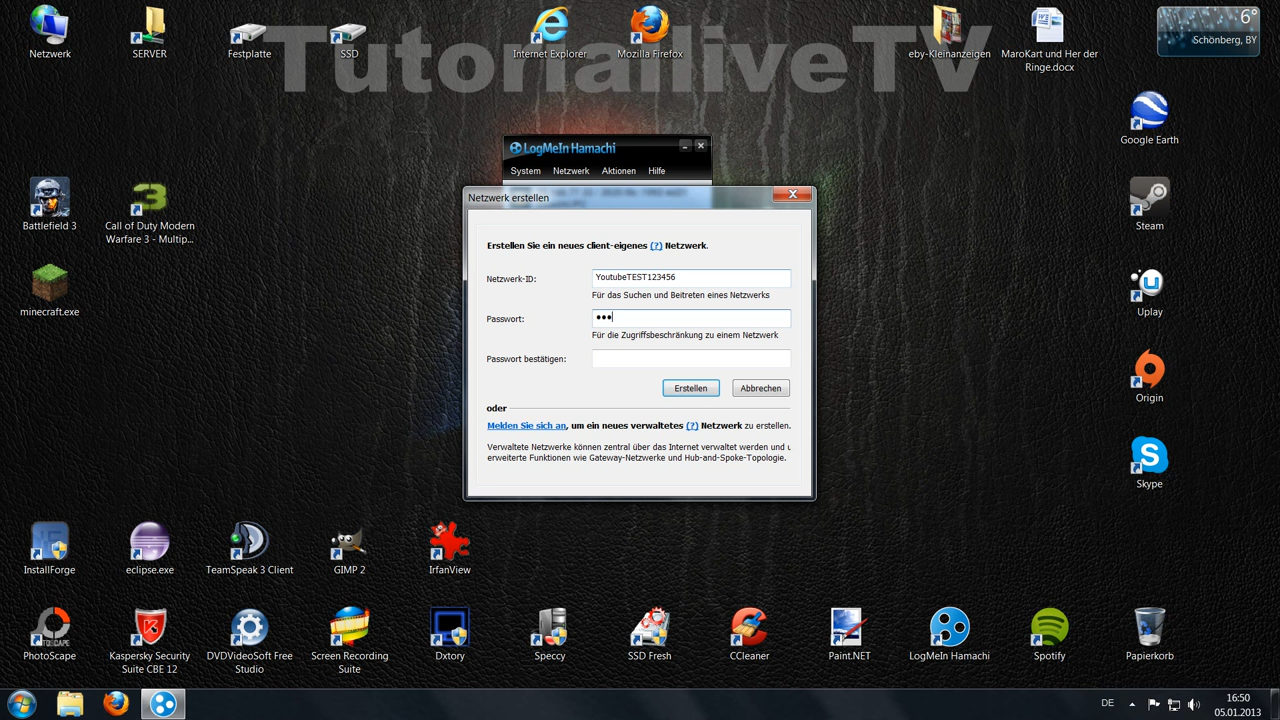 TutorialliveTV
Netzwerk
SERVER
Festplatte
SSD
Internet Explorer
Mozilla Firefox
eby-Kleinanzeigen
MaroKart und Her der
Ringe.docx
6°
Schönberg, BY
Google Earth
Battlefield 3
Call of Duty Modern
Warfare 3 - Multip...
Steam
minecraft.exe
Uplay
Origin
Skype
LogMeIn Hamachi
System Netzwerk Aktionen Hilfe
Netzwerk erstellen
Erstellen Sie ein neues client-eigenes (?) Netzwerk.
Netzwerk-ID: YoutubeTEST123456
Für das Suchen und Beitreten eines Netzwerks
Passwort: •••
Für die Zugriffsbeschränkung zu einem Netzwerk
Passwort bestätigen:
Erstellen Abbrechen
oder
Melden Sie sich an, um ein neues verwaltetes (?) Netzwerk zu erstellen.
Verwaltete Netzwerke können zentral über das Internet verwaltet werden und u
erweiterte Funktionen wie Gateway-Netzwerke und Hub-and-Spoke-Topologie.
InstallForge
eclipse.exe
TeamSpeak 3 Client
GIMP 2
IrfanView
PhotoScape
Kaspersky Security
Suite CBE 12
DVDVideoSoft Free
Studio
Screen Recording
Suite
Dxtory
Speccy
SSD Fresh
CCleaner
Paint.NET
LogMeIn Hamachi
Spotify
Papierkorb
DE
16:50
05.01.2013